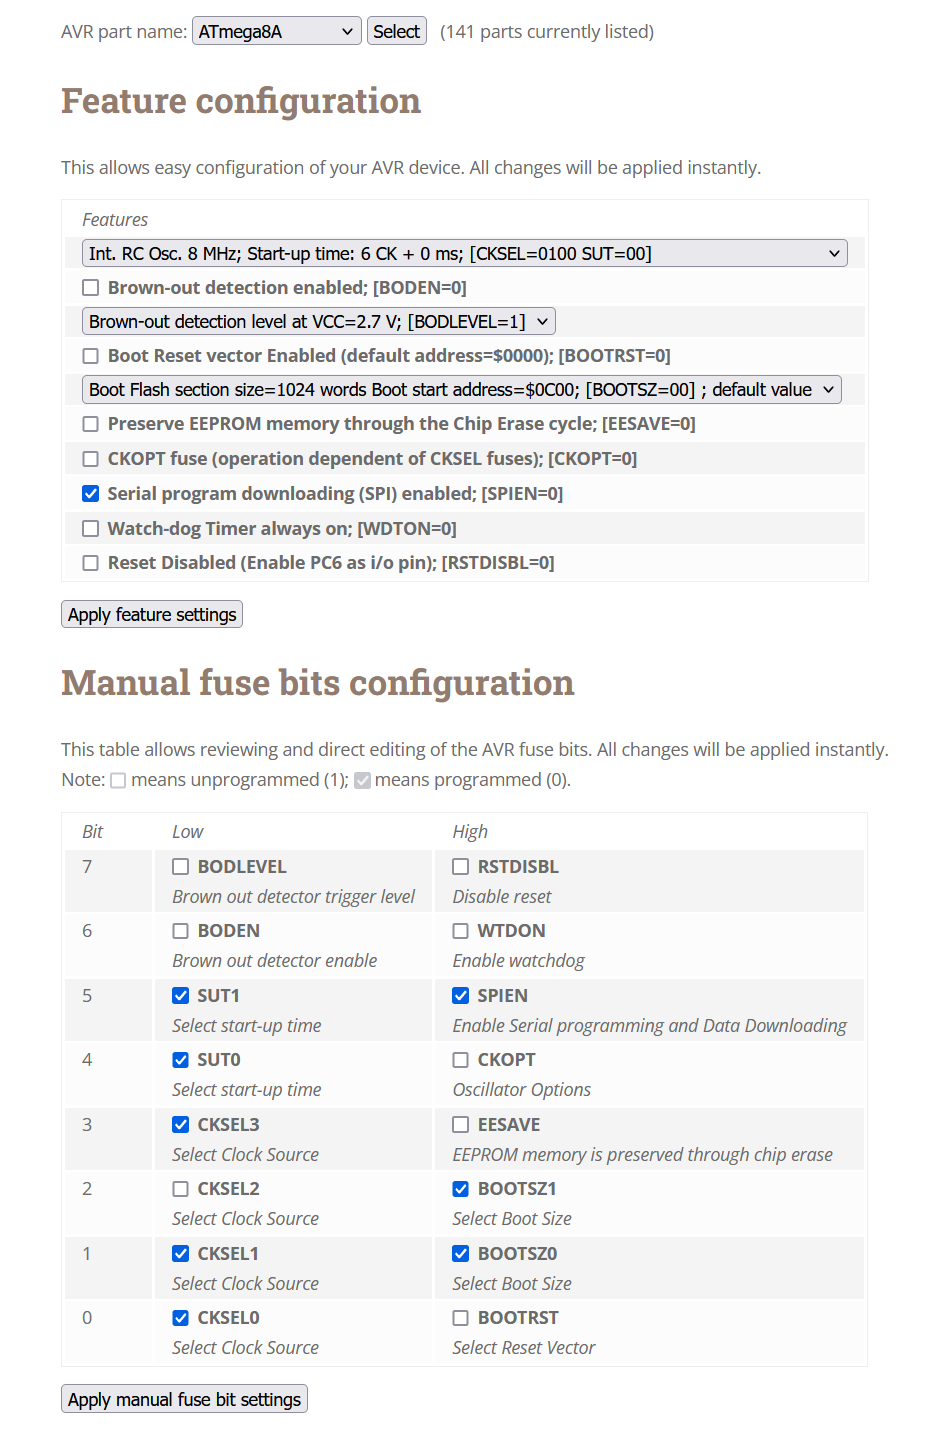 AVR part name: ATmega8A Select (141 parts currently listed)
Feature configuration
This allows easy configuration of your AVR device. All changes will be applied instantly.
Features
Int. RC Osc. 8 MHz; Start-up time: 6 CK + 0 ms; [CKSEL=0100 SUT=00]
Brown-out detection enabled; [BODEN=0]
Brown-out detection level at VCC=2.7 V; [BODLEVEL=1]
Boot Reset vector Enabled (default address=$0000); [BOOTRST=0]
Boot Flash section size=1024 words Boot start address=$0C00; [BOOTSZ=00] ; default value
Preserve EEPROM memory through the Chip Erase cycle; [EESAVE=0]
CKOPT fuse (operation dependent of CKSEL fuses); [CKOPT=0]
Serial program downloading (SPI) enabled; [SPIEN=0]
Watch-dog Timer always on; [WDTON=0]
Reset Disabled (Enable PC6 as i/o pin); [RSTDISBL=0]
Apply feature settings
Manual fuse bits configuration
This table allows reviewing and direct editing of the AVR fuse bits. All changes will be applied instantly.
Note: means unprogrammed (1); means programmed (0).
Bit Low High
7 BODLEVEL RSTDISBL
Brown out detector trigger level Disable reset
6 BODEN WTDON
Brown out detector enable Enable watchdog
5 SUT1 SPIEN
Select start-up time Enable Serial programming and Data Downloading
4 SUT0 CKOPT
Select start-up time Oscillator Options
3 CKSEL3 EESAVE
Select Clock Source EEPROM memory is preserved through chip erase
2 CKSEL2 BOOTSZ1
Select Clock Source Select Boot Size
1 CKSEL1 BOOTSZ0
Select Clock Source Select Boot Size
0 CKSEL0 BOOTRST
Select Clock Source Select Reset Vector
Apply manual fuse bit settings